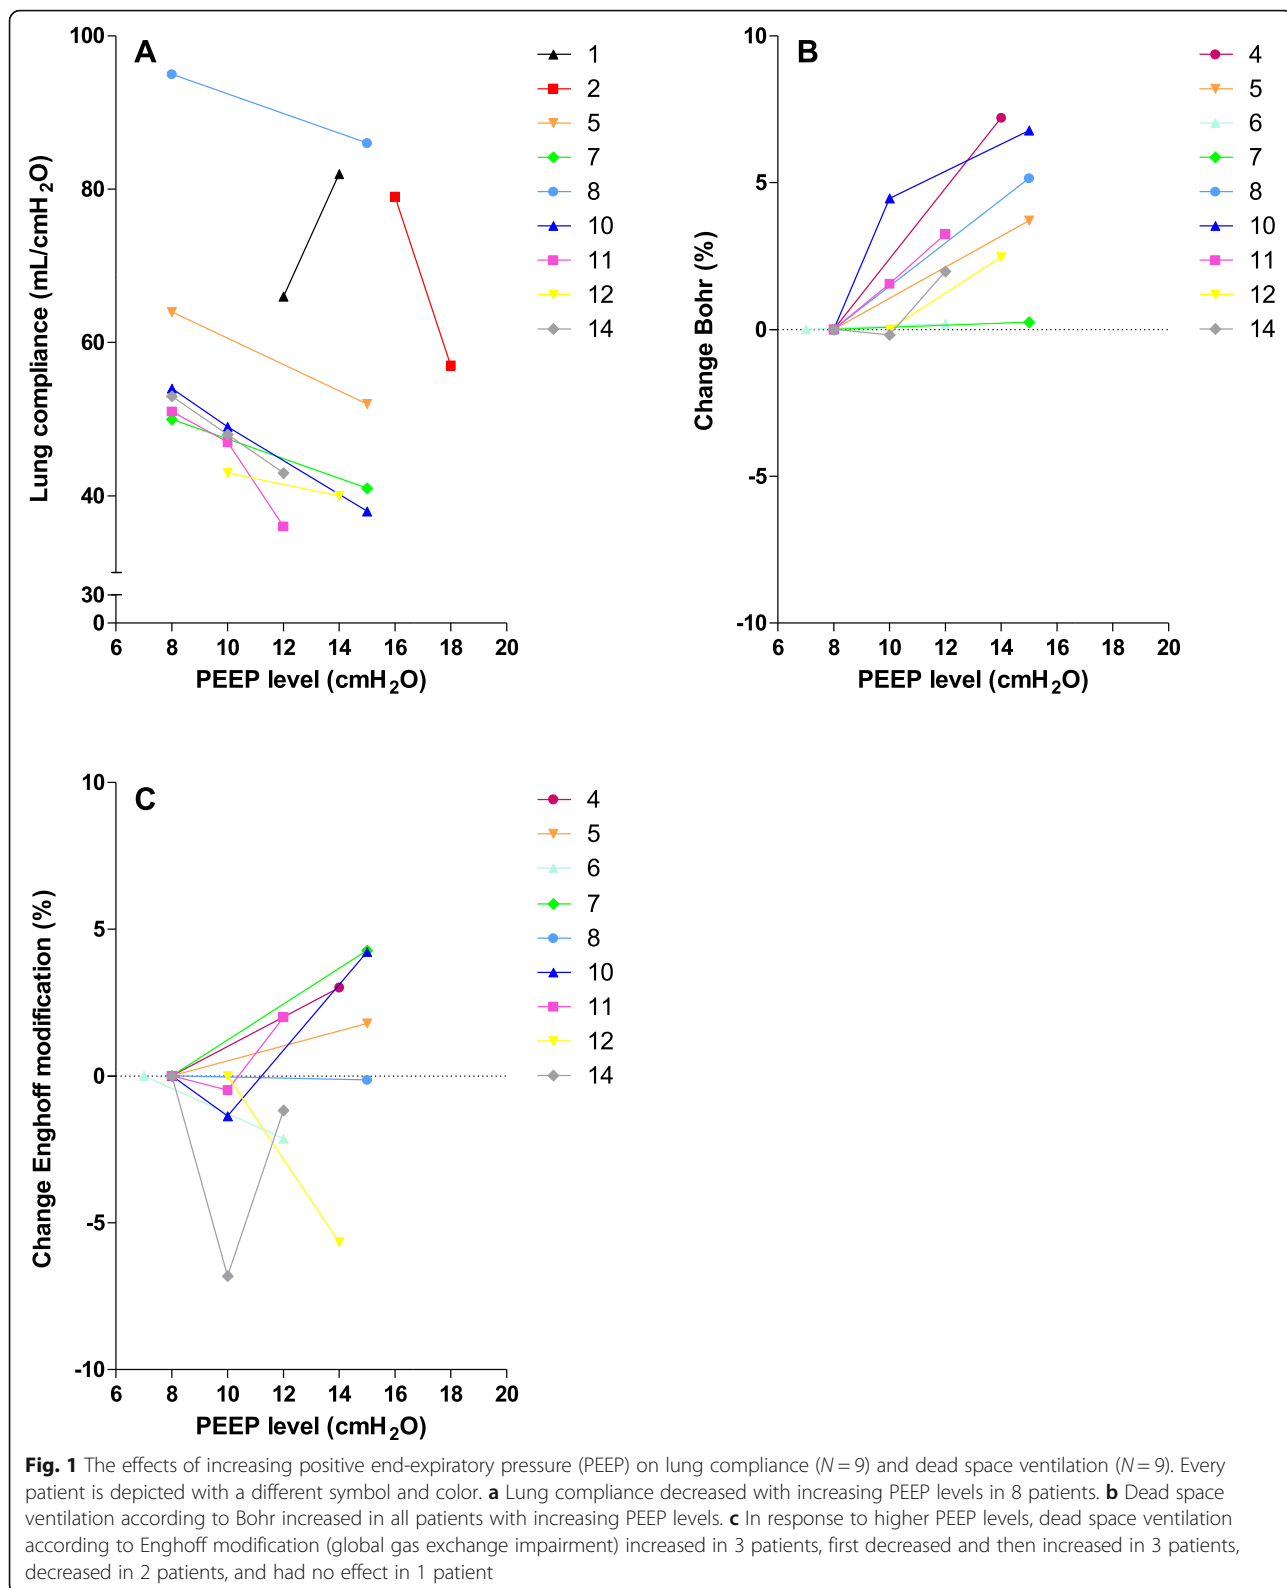 A
100
80
60
40
30
0
Lung compliance (mL/cmH2O)
6 8 10 12 14 16 18 20
PEEP level (cmH2O)
1
2
5
7
8
10
11
12
14
B
10
5
0
-5
-10
Change Bohr (%)
6 8 10 12 14 16 18 20
PEEP level (cmH2O)
4
5
6
7
8
10
11
12
14
C
10
5
0
-5
-10
Change Enghoff modification (%)
6 8 10 12 14 16 18 20
PEEP level (cmH2O)
4
5
6
7
8
10
11
12
14
Fig. 1 The effects of increasing positive end-expiratory pressure (PEEP) on lung compliance (N = 9) and dead space ventilation (N = 9). Every
patient is depicted with a different symbol and color. a Lung compliance decreased with increasing PEEP levels in 8 patients. b Dead space
ventilation according to Bohr increased in all patients with increasing PEEP levels. c In response to higher PEEP levels, dead space ventilation
according to Enghoff modification (global gas exchange impairment) increased in 3 patients, first decreased and then increased in 3 patients,
decreased in 2 patients, and had no effect in 1 patient